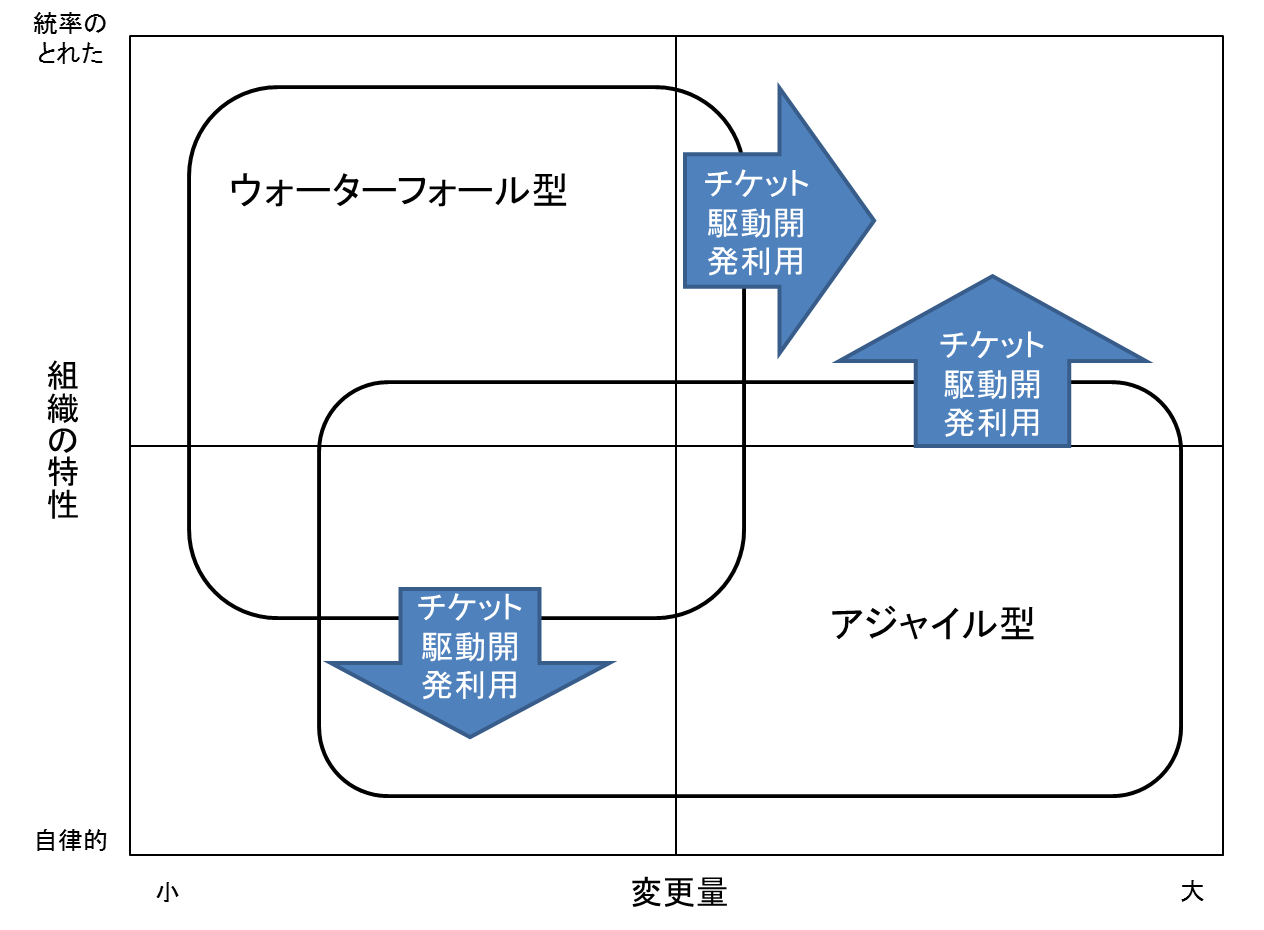 統率の
とれた
ウォーターフォール型
チケット
駆動開
発利用
チケット
駆動開
発利用
組織の特性
チケット
駆動開
発利用
アジャイル型
自律的
小
変更量
大